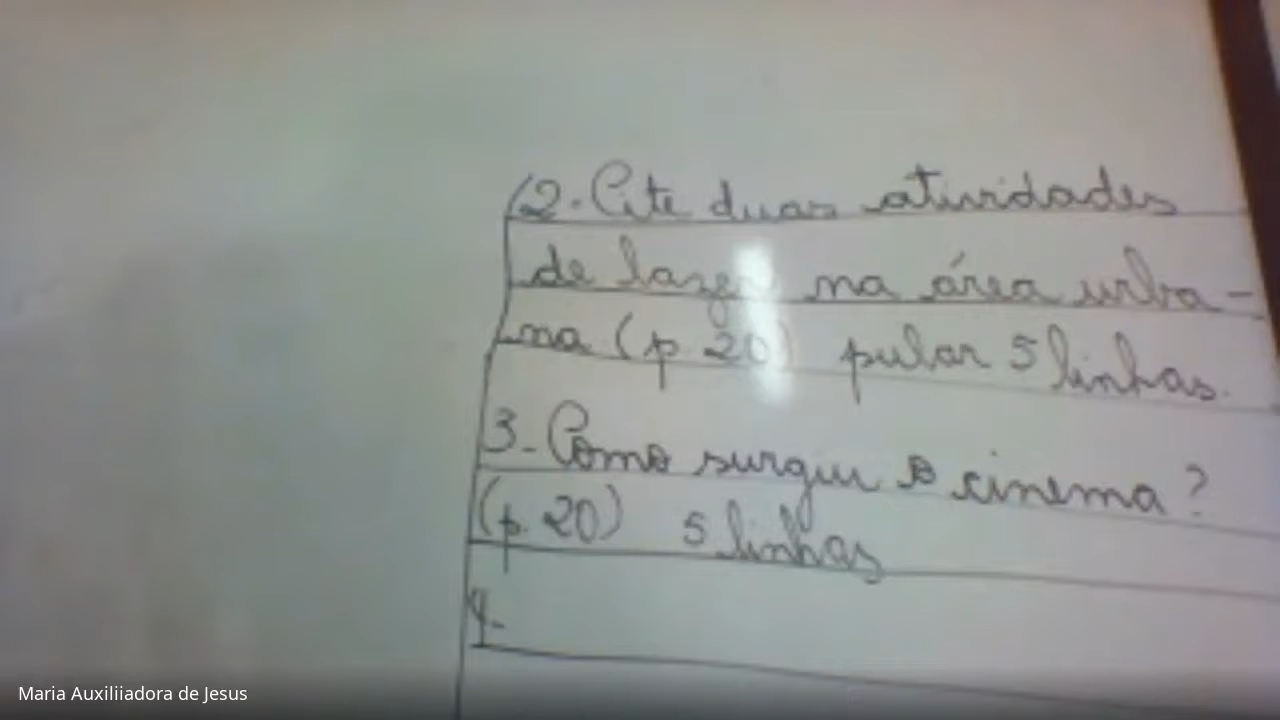 2. Cite duas atividades
de lazer na área urba-
na (p 20) pular 5 linhas.
3. Como surgiu o cinema?
(p. 20) 5 linhas
4.
Maria Auxiliiadora de Jesus